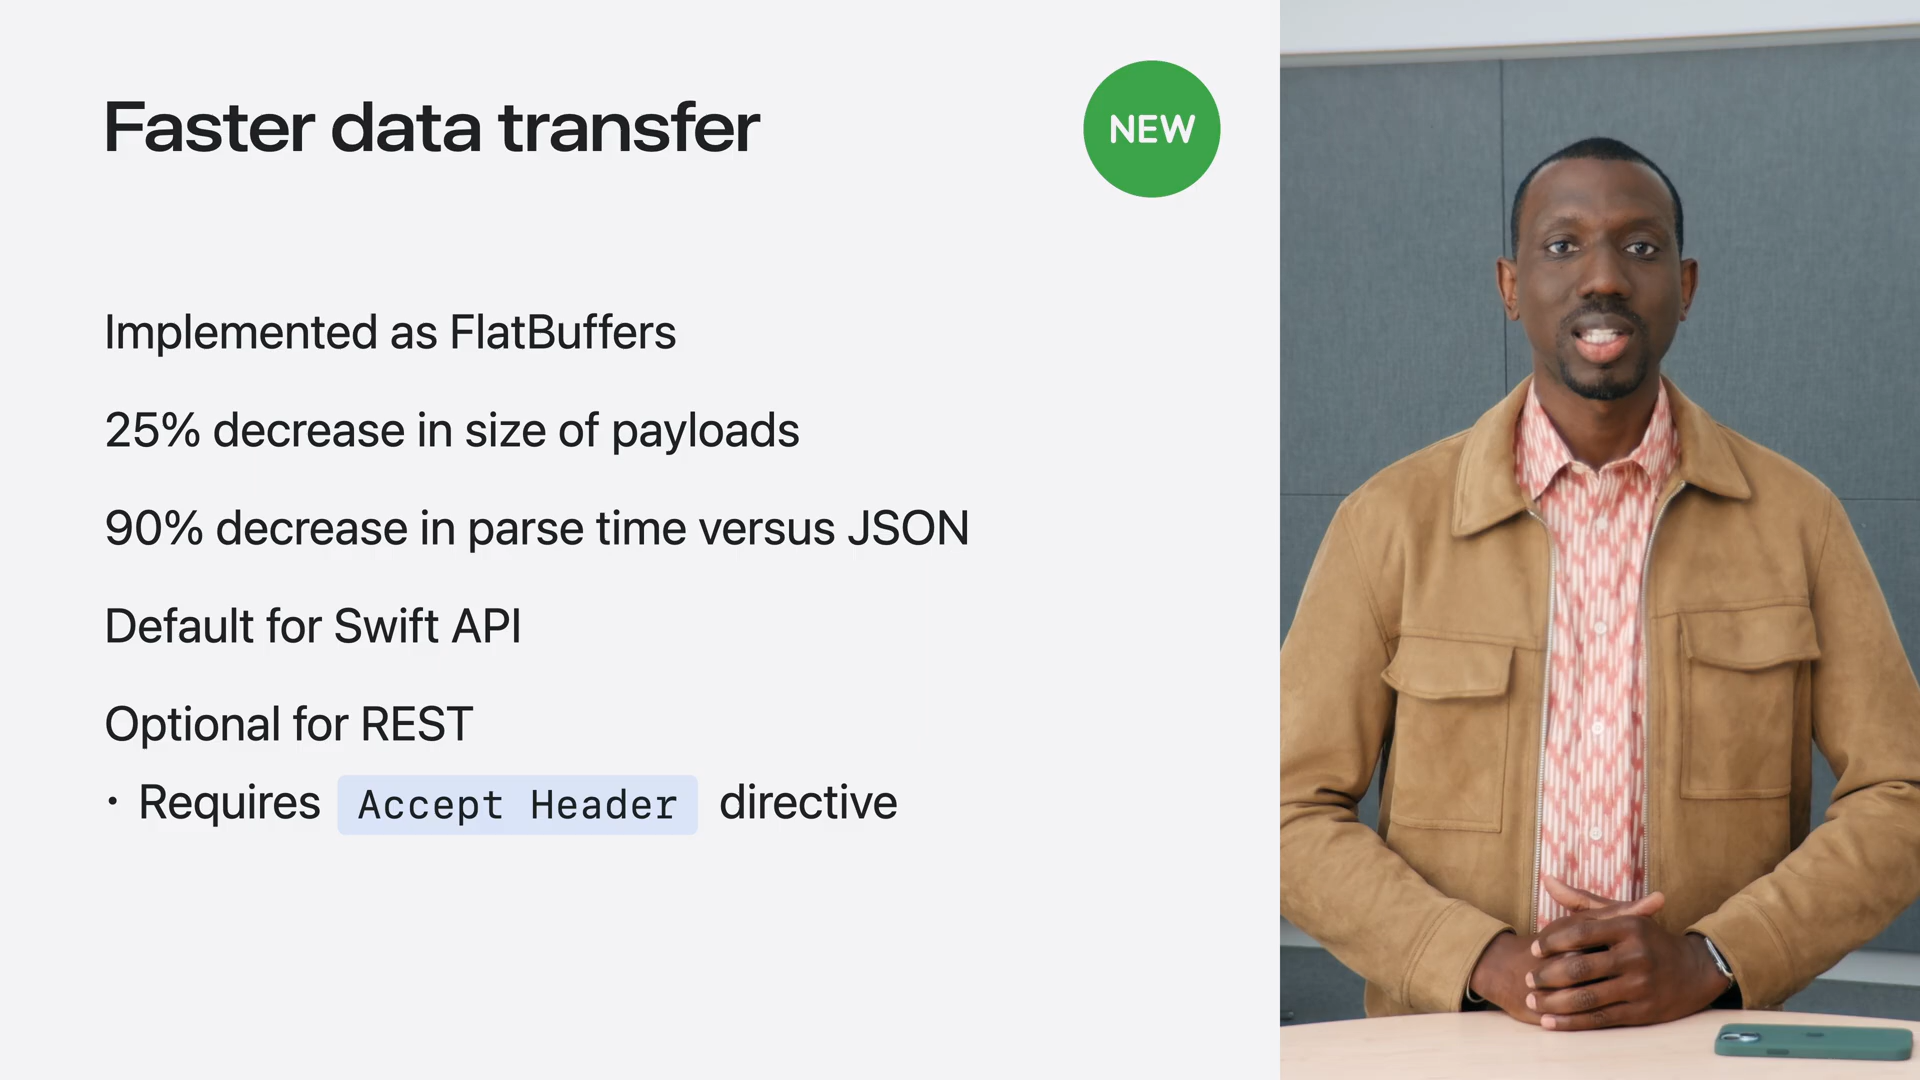 Faster data transfer
NEW
Implemented as FlatBuffers
25% decrease in size of payloads
90% decrease in parse time versus JSON
Default for Swift API
Optional for REST
• Requires Accept Header directive